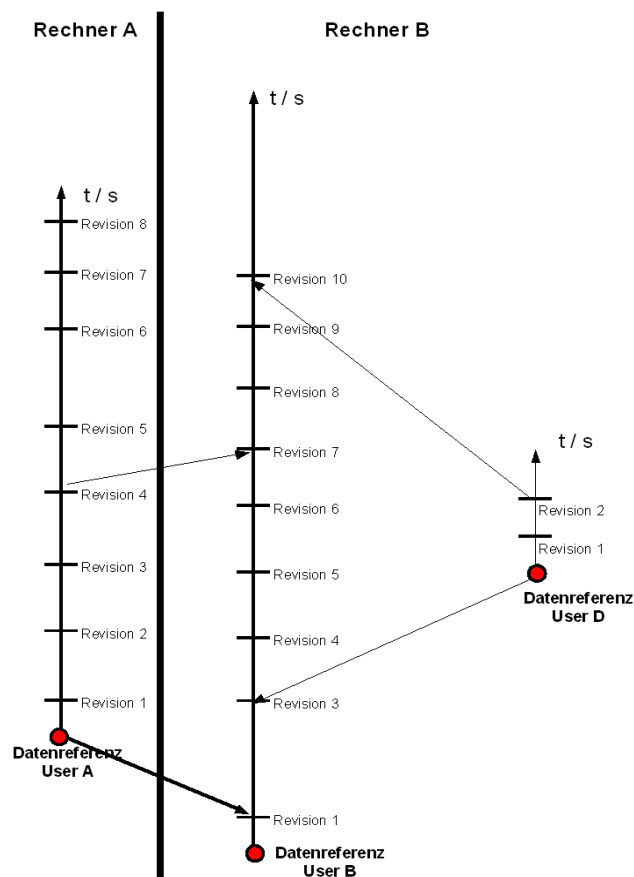 Rechner A
Rechner B
t / s
Revision 8
Revision 7
Revision 6
Revision 5
Revision 4
Revision 3
Revision 2
Revision 1
Datenreferenz
User A
t / s
Revision 10
Revision 9
Revision 8
Revision 7
Revision 6
Revision 5
Revision 4
Revision 3
Revision 1
Datenreferenz
User B
t / s
Revision 2
Revision 1
Datenreferenz
User D